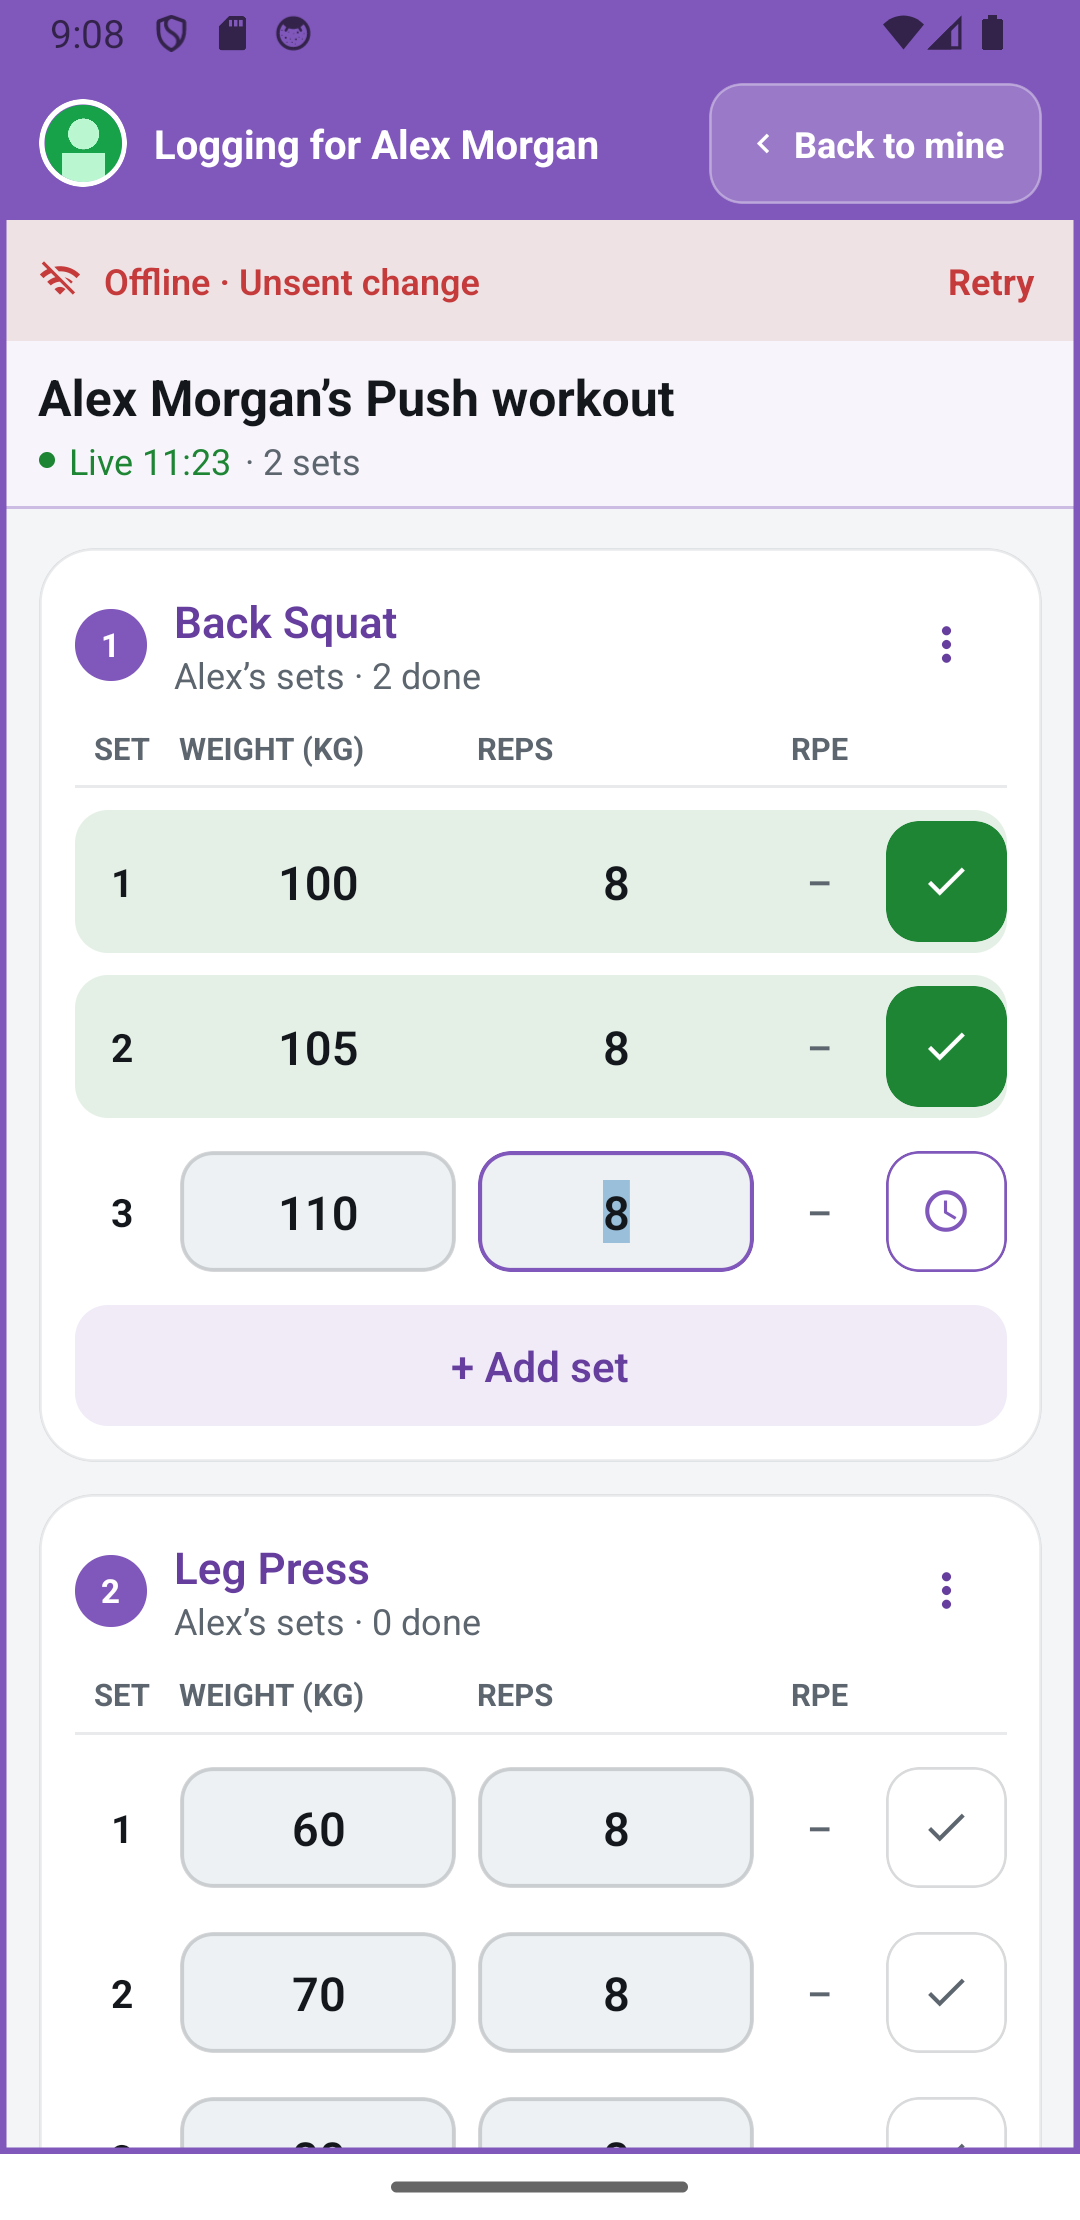 9:08
Logging for Alex Morgan
Back to mine
Offline · Unsent change
Retry
Alex Morgan’s Push workout
Live 11:23 · 2 sets
1
Back Squat
Alex’s sets · 2 done
SET WEIGHT (KG) REPS RPE
1 100 8 –
2 105 8 –
3 110 8 –
+ Add set
2
Leg Press
Alex’s sets · 0 done
SET WEIGHT (KG) REPS RPE
1 60 8 –
2 70 8 –